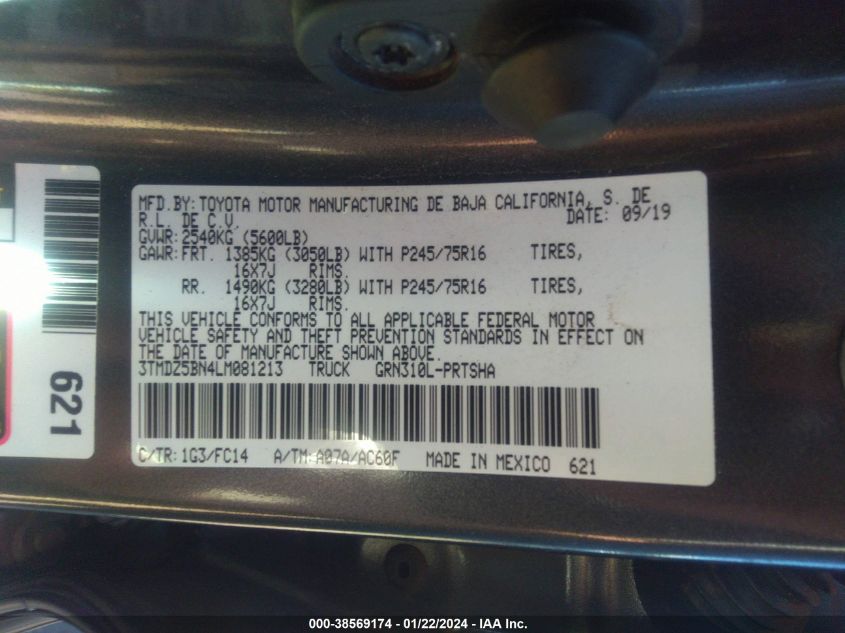 MFD.BY:TOYOTA MOTOR MANUFACTURING DE BAJA CALIFORNIA, S. DE
R.L. DE C.V. DATE: 09/19
GVWR:2540KG (5600LB)
GAWR:FRT. 1385KG (3050LB) WITH P245/75R16 TIRES,
16X7J RIMS.
RR. 1490KG (3280LB) WITH P245/75R16 TIRES,
16X7J RIMS.
THIS VEHICLE CONFORMS TO ALL APPLICABLE FEDERAL MOTOR
VEHICLE SAFETY AND THEFT PREVENTION STANDARDS IN EFFECT ON
THE DATE OF MANUFACTURE SHOWN ABOVE.
3TMDZ5BN4LM081213 TRUCK GRN310L-PRTSHA
C/TR:1G3/FC14 A/TM:A07A/AC60F MADE IN MEXICO 621
621
000-38569174 - 01/22/2024 - IAA Inc.